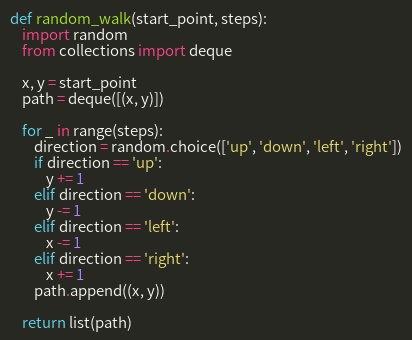 def random_walk(start_point, steps):
import random
from collections import deque
x, y = start_point
path = deque([(x, y)])
for _ in range(steps):
direction = random.choice(['up', 'down', 'left', 'right'])
if direction == 'up':
y += 1
elif direction == 'down':
y -= 1
elif direction == 'left':
x -= 1
elif direction == 'right':
x += 1
path.append((x, y))
return list(path)